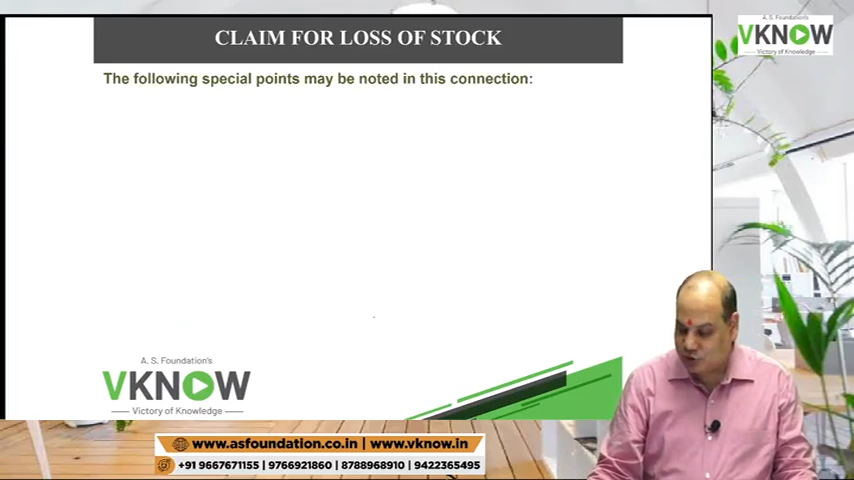 CLAIM FOR LOSS OF STOCK
A. S. Foundation's
VKNOW
Victory of Knowledge
The following special points may be noted in this connection:
A. S. Foundation's
VKNOW
Victory of Knowledge
www.asfoundation.co.in | www.vknow.in
+91 9667671155 | 9766921860 | 8788968910 | 9422365495